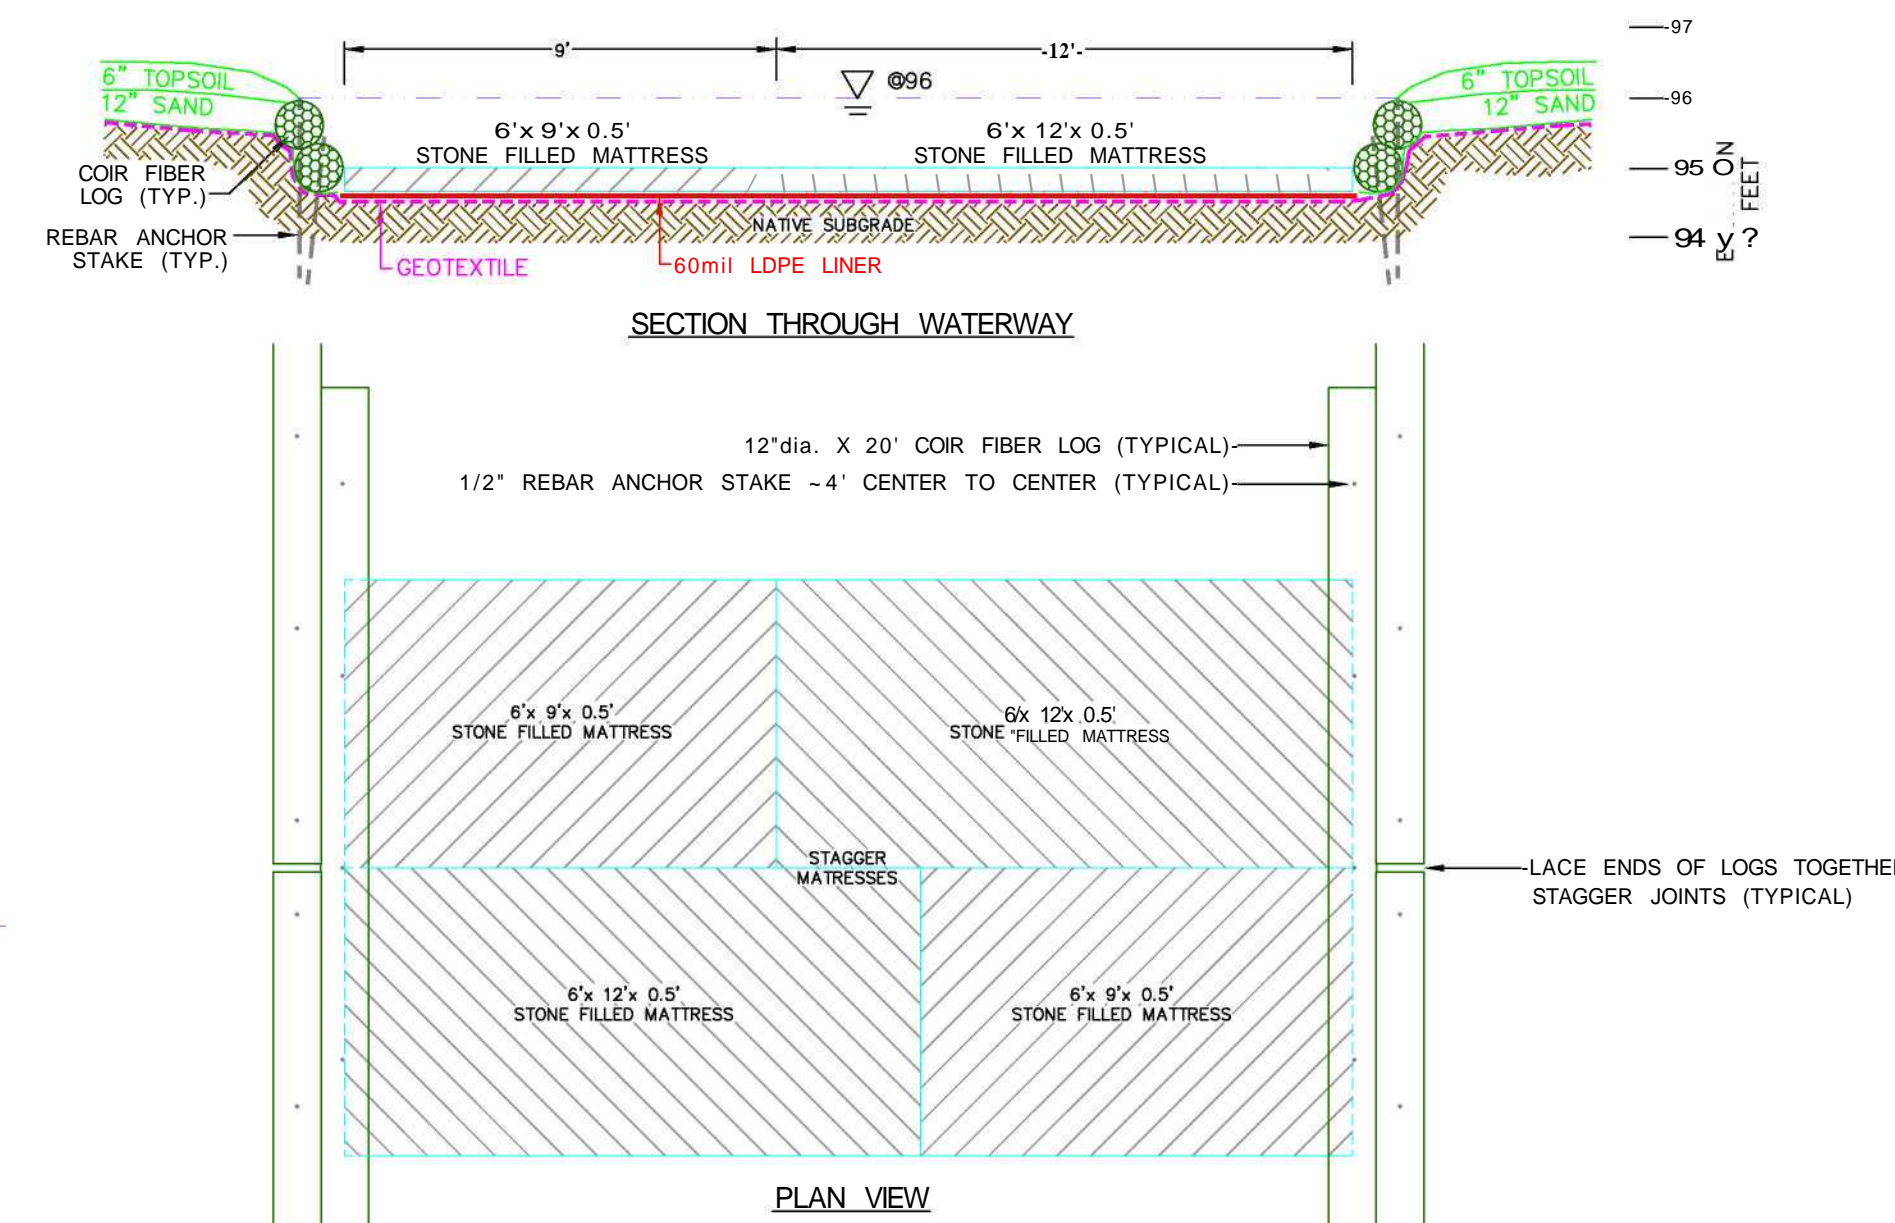 9'
-12'-
-97
@96
6" TOPSOIL
12" SAND
6" TOPSOIL
12" SAND
-96
6'x 9'x 0.5'
STONE FILLED MATTRESS
6'x 12'x 0.5'
STONE FILLED MATTRESS
COIR FIBER
LOG (TYP.)
95 ON
FEET
REBAR ANCHOR
STAKE (TYP.)
NATIVE SUBGRADE
94 y ?
GEOTEXTILE
60mil LDPE LINER
SECTION THROUGH WATERWAY
12"dia. X 20' COIR FIBER LOG (TYPICAL)-
1/2" REBAR ANCHOR STAKE ~4' CENTER TO CENTER (TYPICAL)-
6'x 9'x 0.5'
STONE FILLED MATTRESS
6/x 12'x 0.5'
STONE "FILLED MATTRESS
STAGGER
MATRESSES
-LACE ENDS OF LOGS TOGETHER
STAGGER JOINTS (TYPICAL)
6'x 12'x 0.5'
STONE FILLED MATTRESS
6'x 9'x 0.5'
STONE FILLED MATTRESS
PLAN VIEW